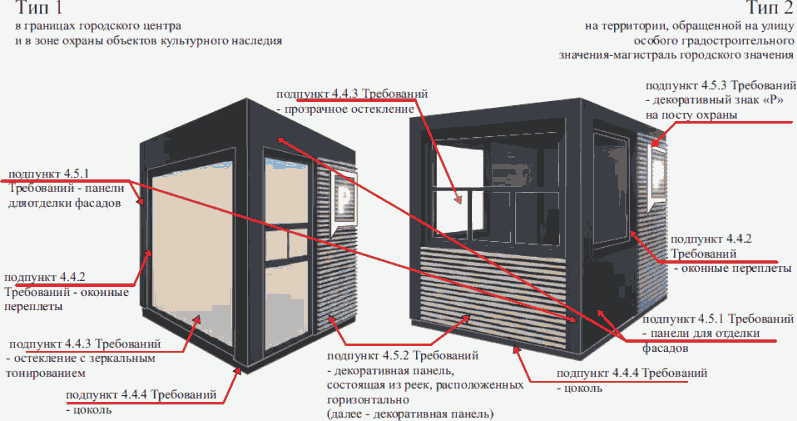 Тип 1
в границах городского центра
и в зоне охраны объектов культурного наследия
Тип 2
на территории, обращенной на улицу
особого градостроительного
значения-магистраль городского значения
подпункт 4.4.3 Требований
- прозрачное остекление
подпункт 4.5.3 Требований
- декоративный знак «Р»
на посту охраны
подпункт 4.5.1
Требований - панели
дляотделки фасадов
P
P
подпункт 4.4.2
Требований
- оконные переплеты
подпункт 4.4.2
Требований - оконные
переплеты
подпункт 4.5.1 Требований
- панели для отделки
фасадов
подпункт 4.4.3 Требований
- остекление с зеркальным
тонированием
подпункт 4.5.2 Требований
- декоративная панель,
состоящая из реек, расположенных
горизонтально
(далее - декоративная панель)
подпункт 4.4.4 Требований
- цоколь
подпункт 4.4.4 Требований
- цоколь